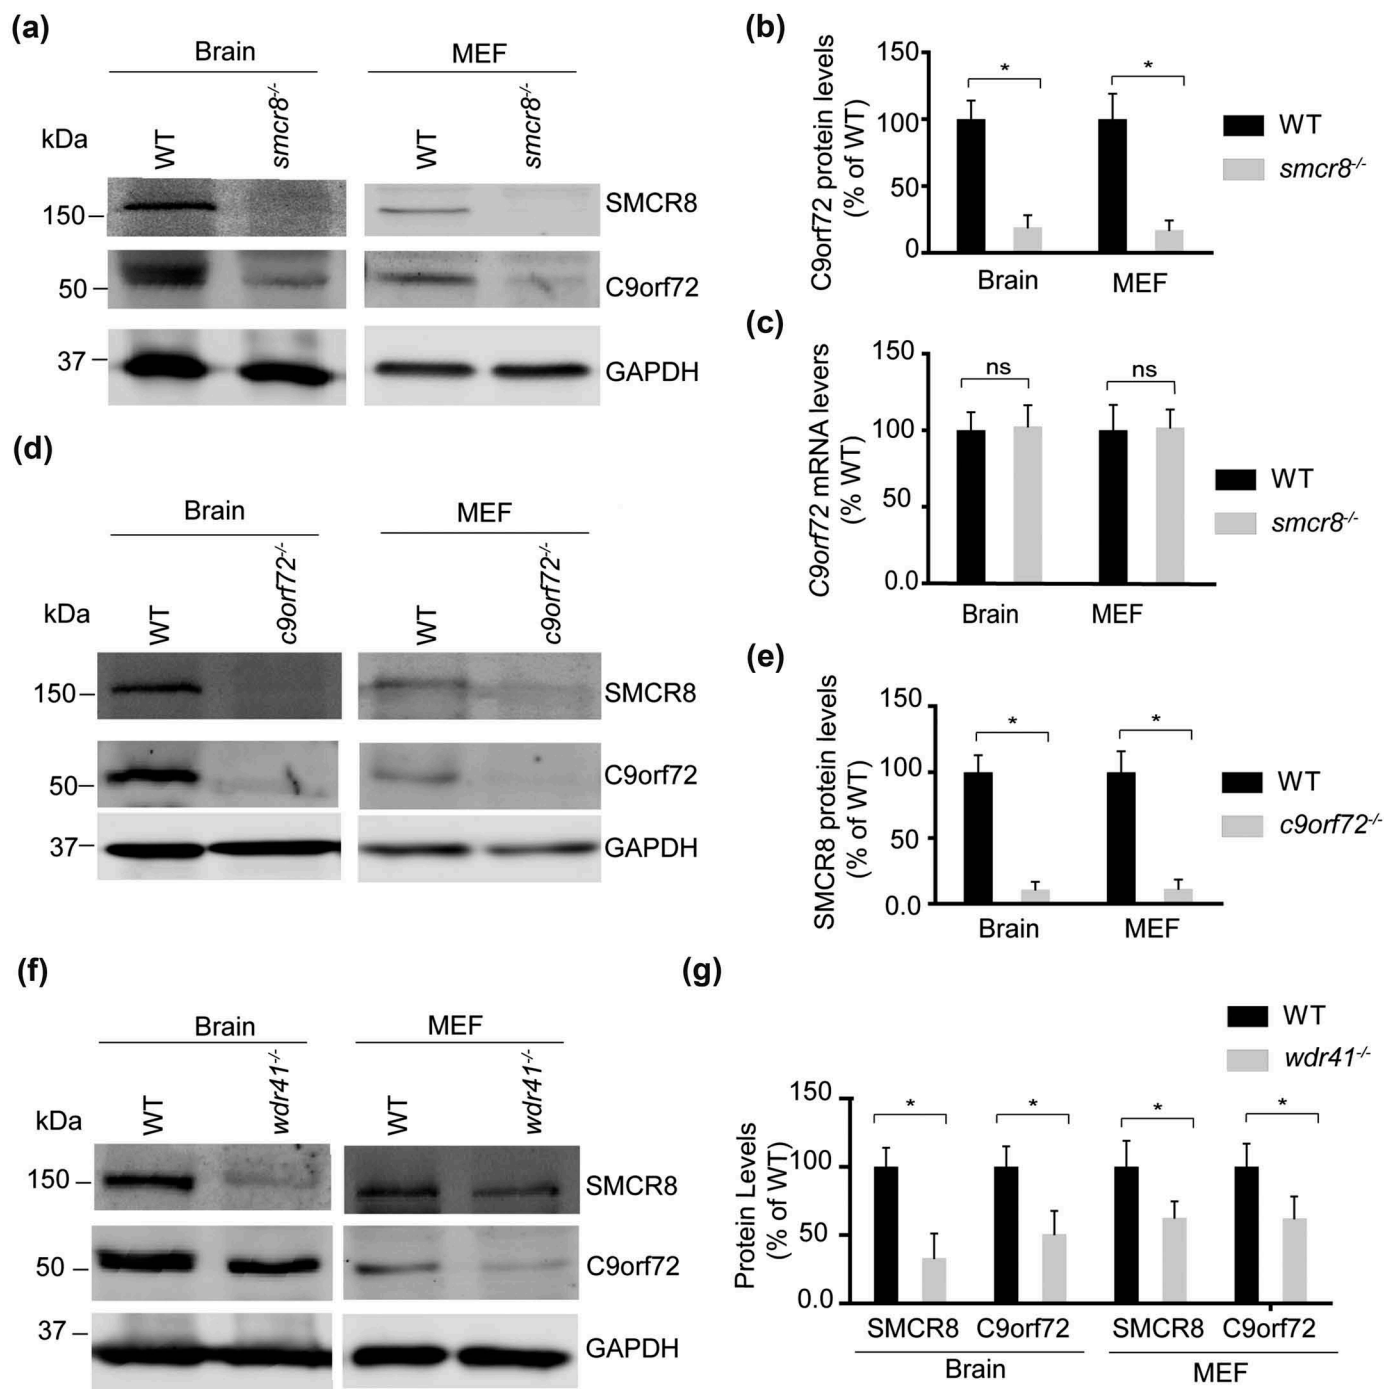 (a)
Brain
MEF
kDa
WT
smcr8-/-
WT
smcr8-/-
150
SMCR8
50
C9orf72
37
GAPDH
(b)
C9orf72 protein levels
(% of WT)
150
100
50
0
*
*
Brain
MEF
WT
smcr8-/-
(c)
C9orf72 mRNA levers
(% WT)
150
100
50
0.0
ns
ns
Brain
MEF
WT
smcr8-/-
(d)
Brain
MEF
kDa
WT
c9orf72-/-
WT
c9orf72-/-
150
SMCR8
50
C9orf72
37
GAPDH
(e)
SMCR8 protein levels
(% of WT)
150
100
50
0.0
*
*
Brain
MEF
WT
c9orf72-/-
(f)
Brain
MEF
kDa
WT
wdr41-/-
WT
wdr41-/-
150
SMCR8
50
C9orf72
37
GAPDH
(g)
WT
wdr41-/-
Protein Levels
(% of WT)
150
100
50
0.0
*
*
*
*
SMCR8 C9orf72 SMCR8 C9orf72
Brain
MEF